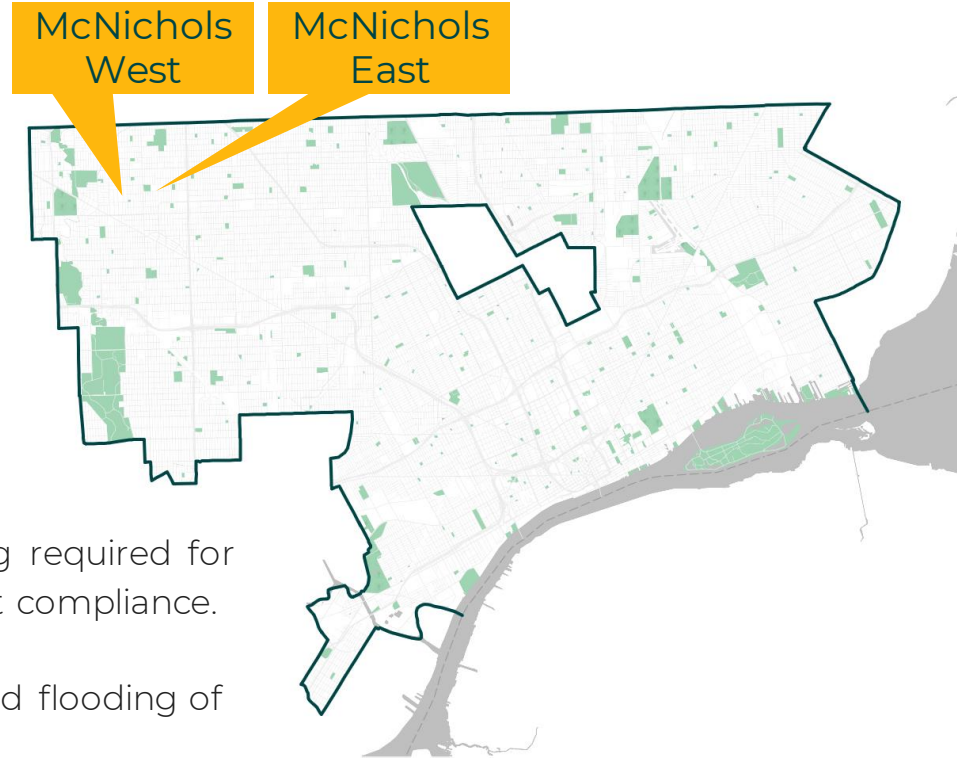 McNichols
West
McNichols
East
required for
compliance.
flooding of